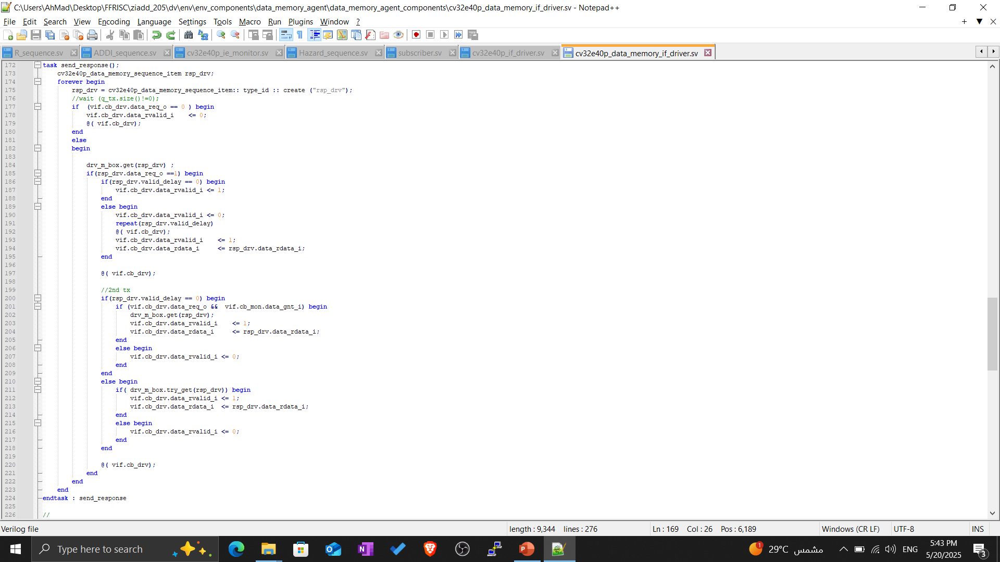 C:\Users\AhMad\Desktop\FFRISC\ziadd_205\dv\env\env_components\data_memory_agent\data_memory_agent_components\cv32e40p_data_memory_if_driver.sv - Notepad++
File Edit Search View Encoding Language Settings Tools Macro Run Plugins Window ?
R_sequence.sv ADDI_sequence.sv cv32e40p_ie_monitor.sv Hazard_sequence.sv subscriber.sv cv32e40p_if_driver.sv cv32e40p_data_memory_if_driver.sv
172 task send_response();
173 cv32e40p_data_memory_sequence_item rsp_drv;
174 forever begin
175 rsp_drv = cv32e40p_data_memory_sequence_item:: type_id :: create ("rsp_drv");
176 //wait (q_tx.size()!=0);
177 if (vif.cb_drv.data_req_o == 0 ) begin
178 vif.cb_drv.data_rvalid_i <= 0;
179 @( vif.cb_drv);
180 end
181 else
182 begin
183
184 drv_m_box.get(rsp_drv) ;
185 if(rsp_drv.data_req_o ==1) begin
186 if(rsp_drv.valid_delay == 0) begin
187 vif.cb_drv.data_rvalid_i <= 1;
188 end
189 else begin
190 vif.cb_drv.data_rvalid_i <= 0;
191 repeat(rsp_drv.valid_delay)
192 @( vif.cb_drv);
193 vif.cb_drv.data_rvalid_i <= 1;
194 vif.cb_drv.data_rdata_i <= rsp_drv.data_rdata_i;
195 end
196
197 @( vif.cb_drv);
198
199 //2nd tx
200 if(rsp_drv.valid_delay == 0) begin
201 if (vif.cb_drv.data_req_o && vif.cb_mon.data_gnt_i) begin
202 drv_m_box.get(rsp_drv);
203 vif.cb_drv.data_rvalid_i <= 1;
204 vif.cb_drv.data_rdata_i <= rsp_drv.data_rdata_i;
205 end
206 else begin
207 vif.cb_drv.data_rvalid_i <= 0;
208 end
209 end
210 else begin
211 if( drv_m_box.try_get(rsp_drv)) begin
212 vif.cb_drv.data_rvalid_i <= 1;
213 vif.cb_drv.data_rdata_i <= rsp_drv.data_rdata_i;
214 end
215 else begin
216 vif.cb_drv.data_rvalid_i <= 0;
217 end
218 end
219
220 @( vif.cb_drv);
221 end
222 end
223 end
224 endtask : send_response
225
226 //
Verilog file length : 9,344 lines : 276 Ln : 169 Col : 26 Pos : 6,189 Windows (CR LF) UTF-8 INS
Type here to search 1 29°C مشمس ENG 5:43 PM
5/20/2025 3